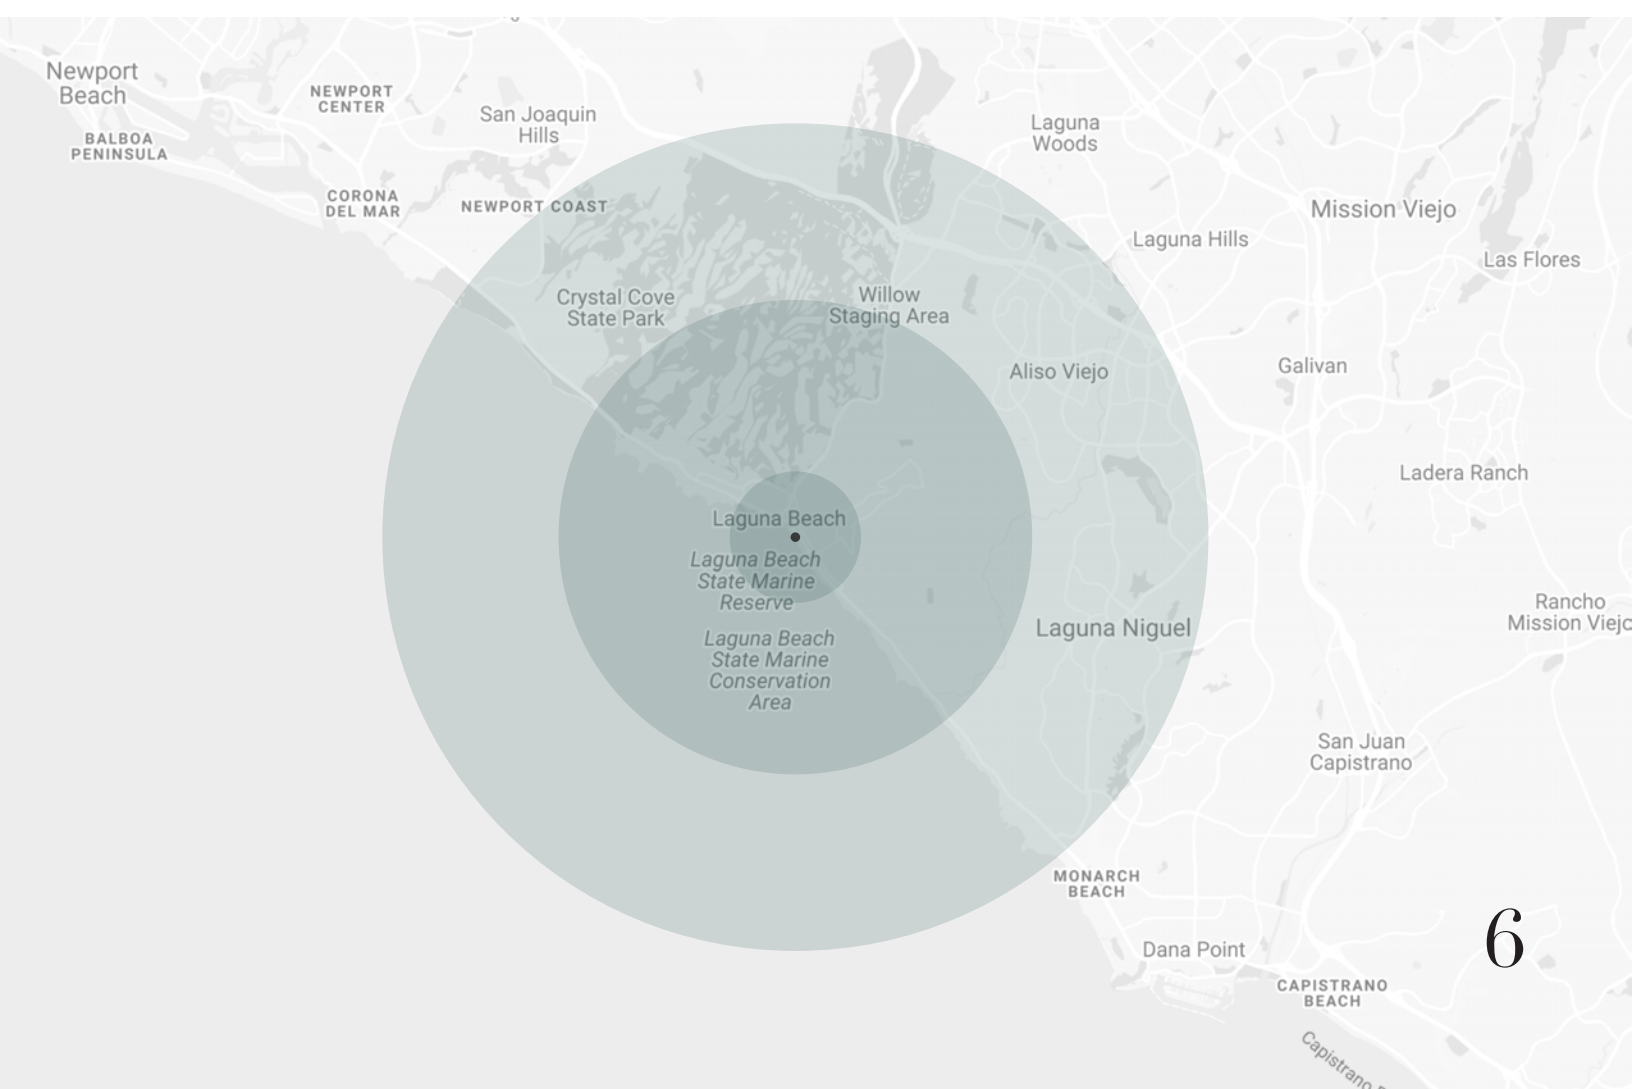 Newport
Beach
BALBOA
PENINSULA
NEWPORT
CENTER
San Joaquin
Hills
CORONA
DEL MAR
NEWPORT COAST
Laguna
Woods
Mission Viejo
Laguna Hills
Las Flores
Crystal Cove
State Park
Willow
Staging Area
Aliso Viejo
Galivan
Ladera Ranch
Laguna Beach
Laguna Beach
State Marine
Reserve
Laguna Beach
State Marine
Conservation
Area
Laguna Niguel
Rancho
Mission Viejo
San Juan
Capistrano
MONARCH
BEACH
Dana Point
CAPISTRANO
BEACH
Capistrano
6